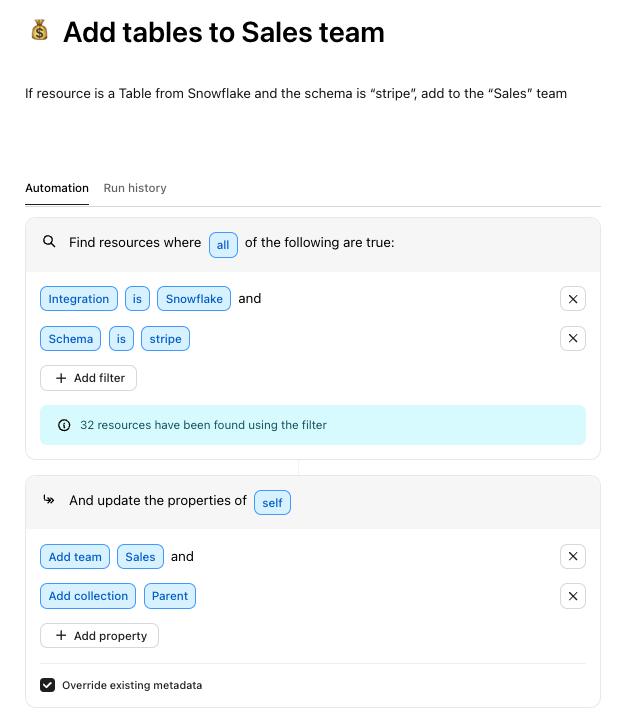 Add tables to Sales team
If resource is a Table from Snowflake and the schema is “stripe”, add to the “Sales” team
Automation Run history
Find resources where all of the following are true:
Integration is Snowflake and
Schema is stripe
+ Add filter
32 resources have been found using the filter
And update the properties of self
Add team Sales and
Add collection Parent
+ Add property
Override existing metadata